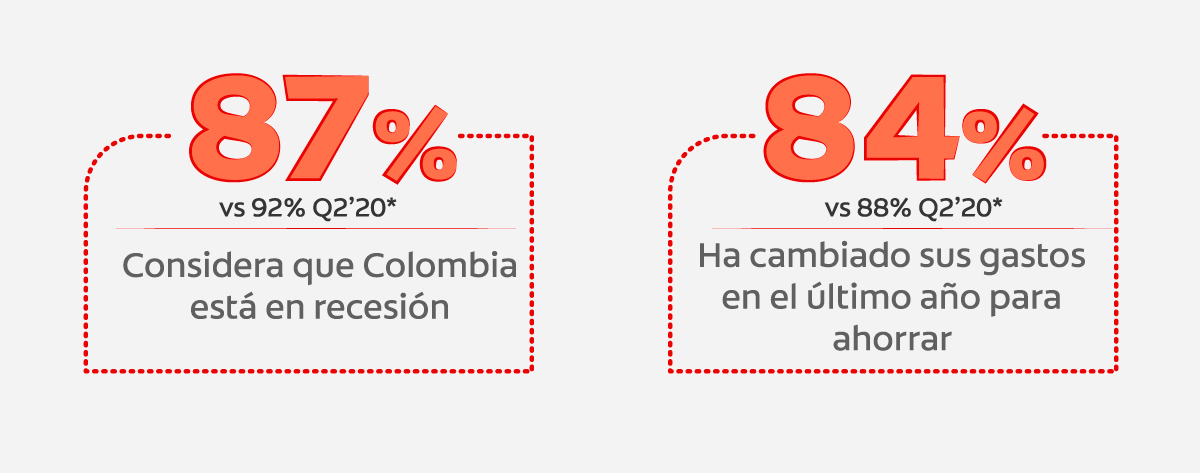 87%
vs 92% Q2’20*
Considera que Colombia
está en recesión
84%
vs 88% Q2’20*
Ha cambiado sus gastos
en el último año para
ahorrar